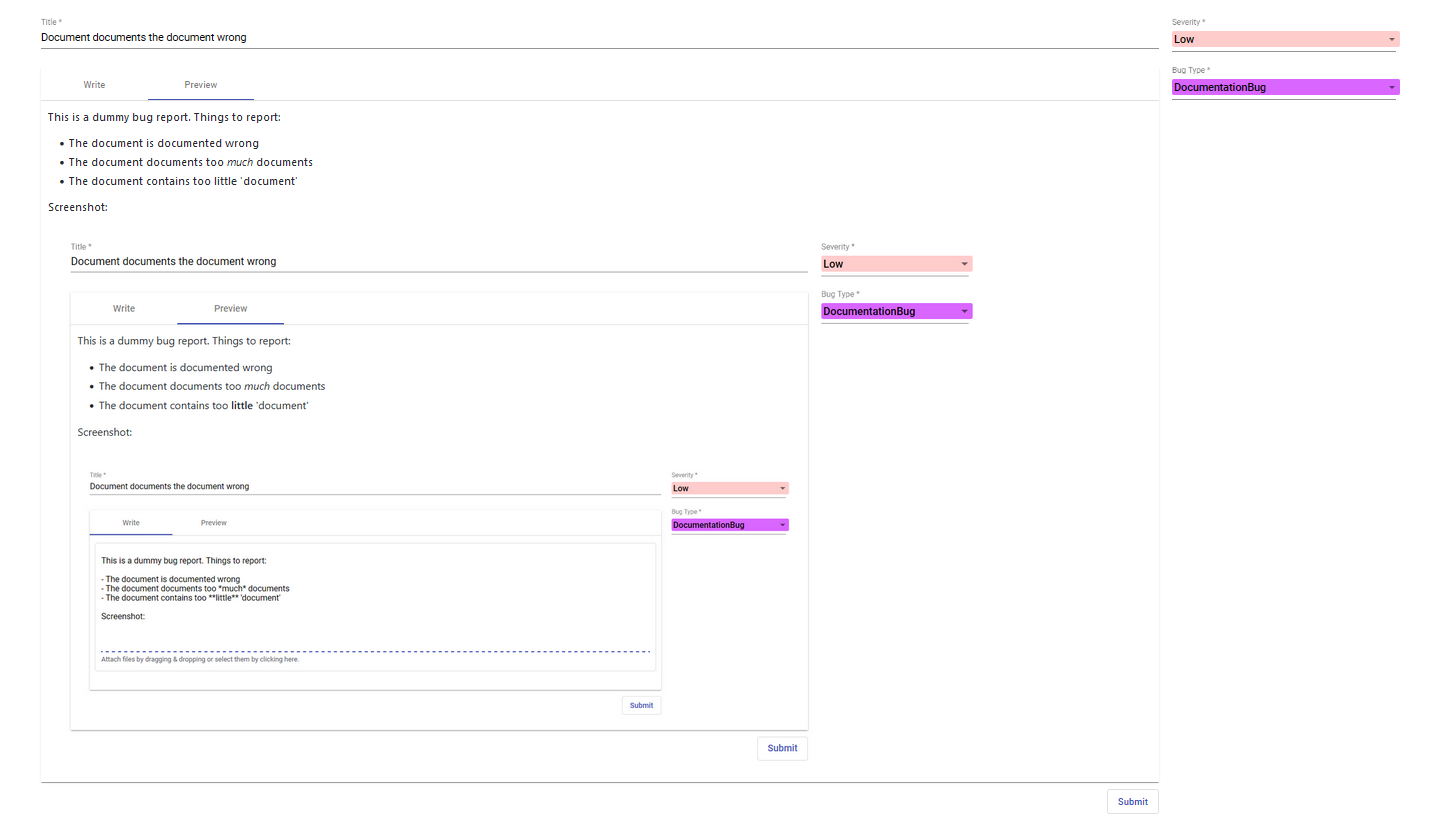 Title *
Document documents the document wrong
Severity *
Low
Bug Type *
DocumentationBug
Write Preview
This is a dummy bug report. Things to report:
• The document is documented wrong
• The document documents too much documents
• The document contains too little 'document'
Screenshot:
Title *
Document documents the document wrong
Severity *
Low
Bug Type *
DocumentationBug
Write Preview
This is a dummy bug report. Things to report:
• The document is documented wrong
• The document documents too much documents
• The document contains too little 'document'
Screenshot:
Title *
Document documents the document wrong
Severity *
Low
Bug Type *
DocumentationBug
Write Preview
This is a dummy bug report. Things to report:
- The document is documented wrong
- The document documents too *much* documents
- The document contains too **little** 'document'
Screenshot:
Attach files by dragging & dropping or select them by clicking here.
Submit
Submit
Submit